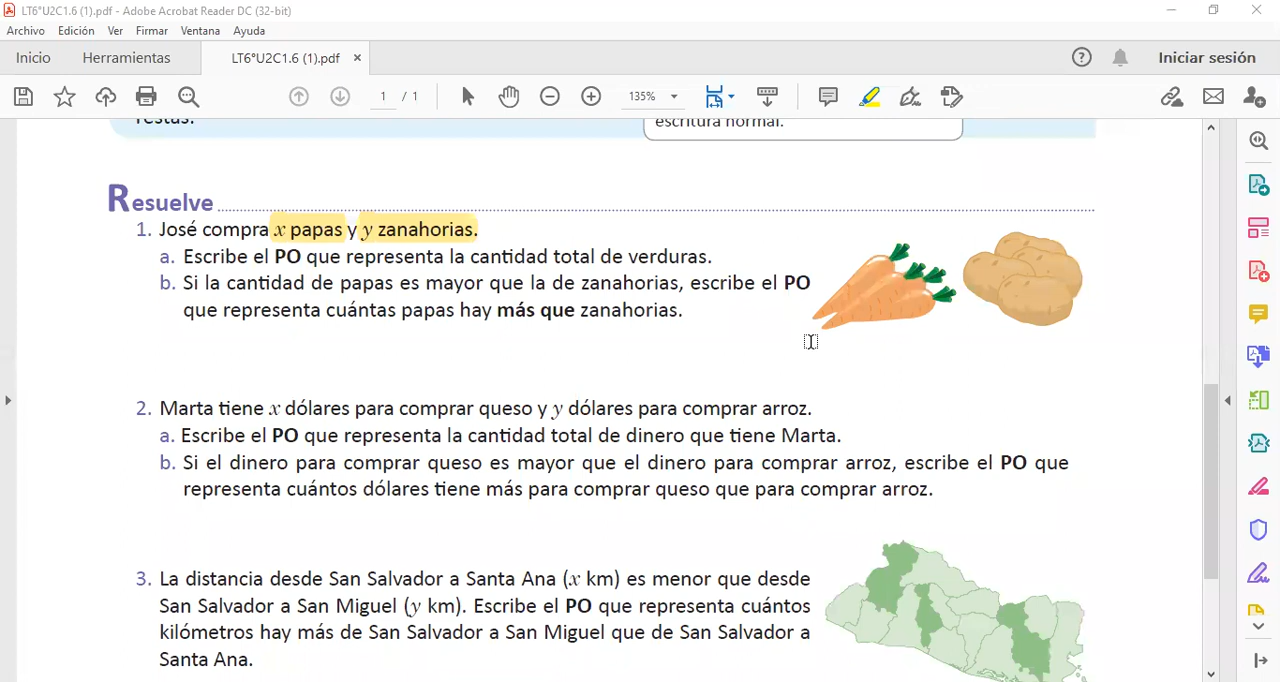 LT6°U2C1.6 (1).pdf - Adobe Acrobat Reader DC (32-bit)
Archivo Edición Ver Firmar Ventana Ayuda
Inicio Herramientas LT6°U2C1.6 (1).pdf × Iniciar sesión
1 / 1 135%
restas.
escritura normal.
Resuelve
1. José compra x papas y y zanahorias.
a. Escribe el PO que representa la cantidad total de verduras.
b. Si la cantidad de papas es mayor que la de zanahorias, escribe el PO
que representa cuántas papas hay más que zanahorias.
2. Marta tiene x dólares para comprar queso y y dólares para comprar arroz.
a. Escribe el PO que representa la cantidad total de dinero que tiene Marta.
b. Si el dinero para comprar queso es mayor que el dinero para comprar arroz, escribe el PO que
representa cuántos dólares tiene más para comprar queso que para comprar arroz.
3. La distancia desde San Salvador a Santa Ana (x km) es menor que desde
San Salvador a San Miguel (y km). Escribe el PO que representa cuántos
kilómetros hay más de San Salvador a San Miguel que de San Salvador a
Santa Ana.